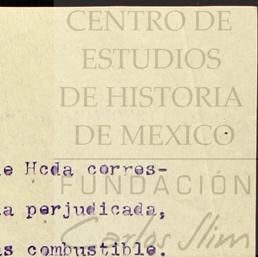 CENTRO DE
ESTUDIOS
DE HISTORIA
DE MEXICO
e Hcda corres-
FUNDACIÓN
a perjudicada,
Carlos Slim
s combustible.